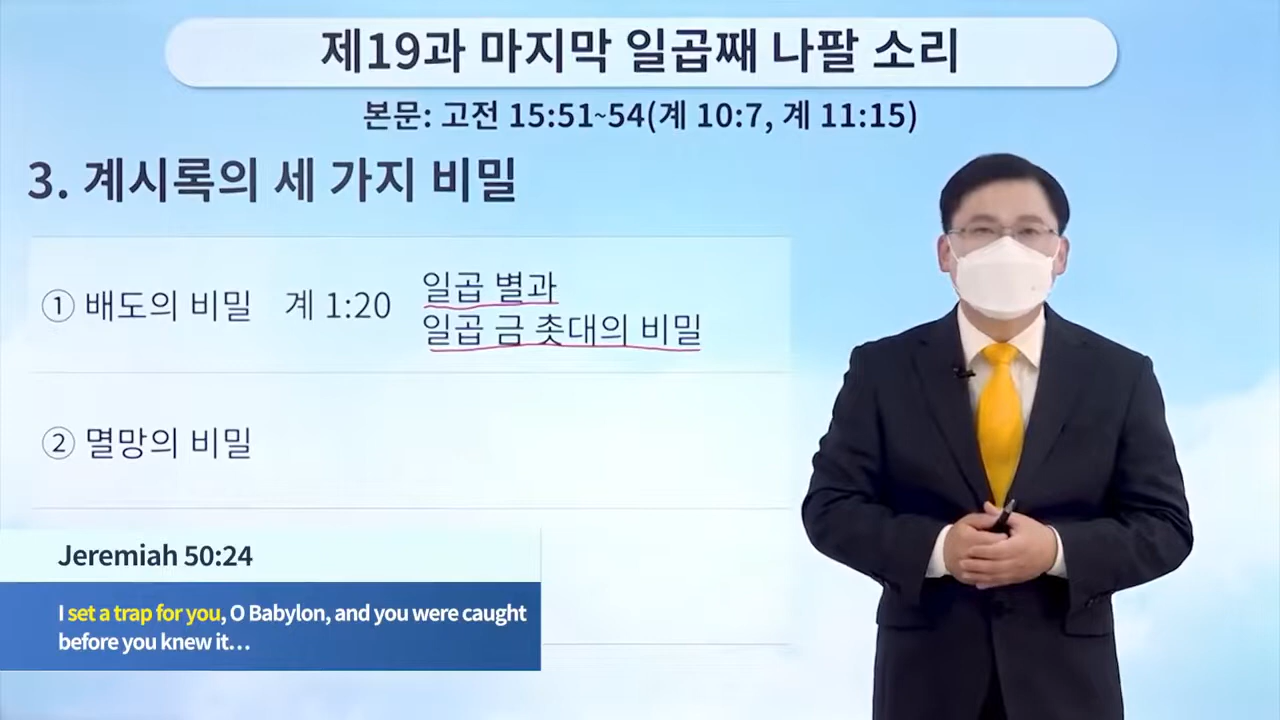 제19과 마지막 일곱째 나팔 소리
본문: 고전 15:51~54(계 10:7, 계 11:15)
3. 계시록의 세 가지 비밀
① 배도의 비밀 계 1:20 일곱 별과
일곱 금 촛대의 비밀
② 멸망의 비밀
Jeremiah 50:24
I set a trap for you, O Babylon, and you were caught
before you knew it…